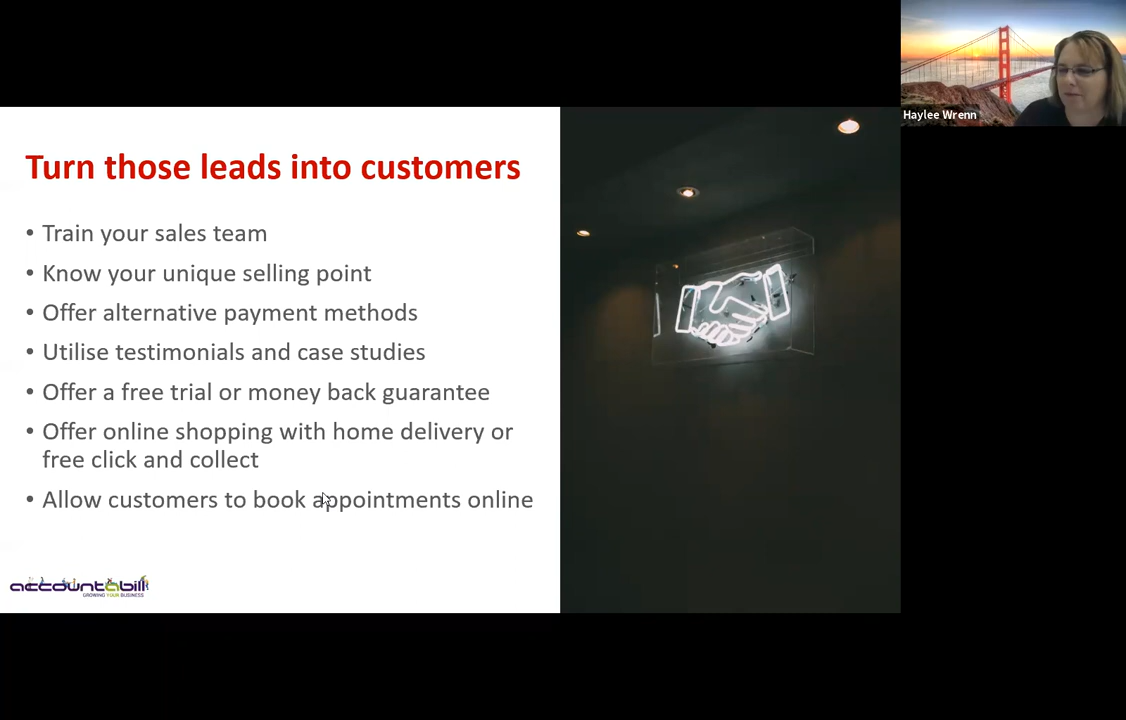 Haylee Wrenn
Turn those leads into customers
• Train your sales team
• Know your unique selling point
• Offer alternative payment methods
• Utilise testimonials and case studies
• Offer a free trial or money back guarantee
• Offer online shopping with home delivery or
free click and collect
• Allow customers to book appointments online
accountabill
GROWING YOUR BUSINESS